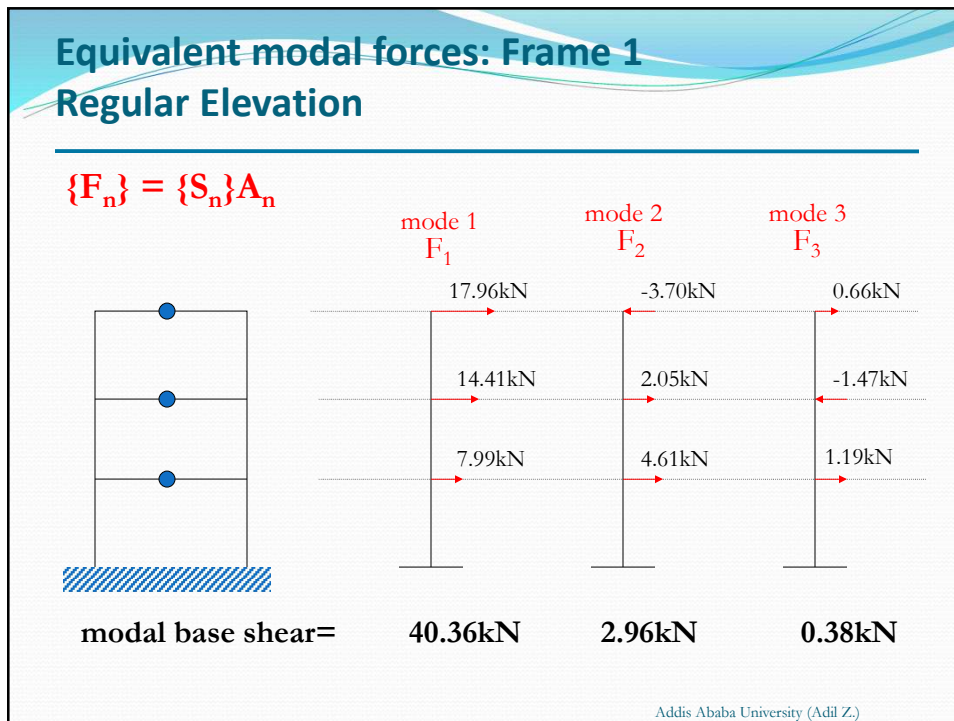 Equivalent modal forces: Frame 1
Regular Elevation
{Fn} = {Sn}An
mode 1 mode 2 mode 3
F1 F2 F3
17.96kN -3.70kN 0.66kN
14.41kN 2.05kN -1.47kN
7.99kN 4.61kN 1.19kN
modal base shear= 40.36kN 2.96kN 0.38kN
Addis Ababa University (Adil Z.)